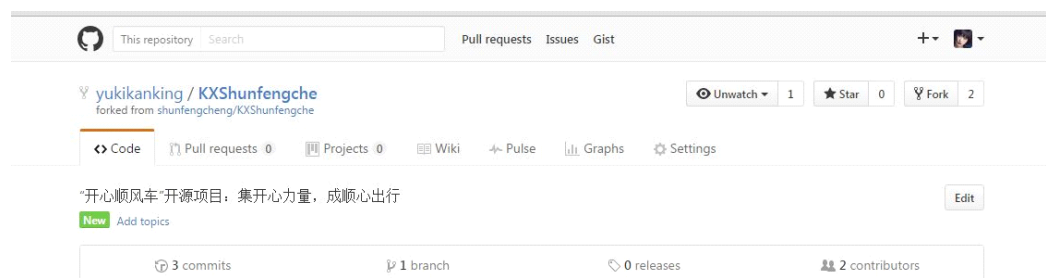 This repository Search Pull requests Issues Gist
yukikanking / KXShunfengche Unwatch 1 Star 0 Fork 2
forked from shunfengcheng/KXShunfengche
Code Pull requests 0 Projects 0 Wiki Pulse Graphs Settings
“开心顺风车”开源项目：集开心力量，成顺心出行 Edit
New Add topics
3 commits 1 branch 0 releases 2 contributors